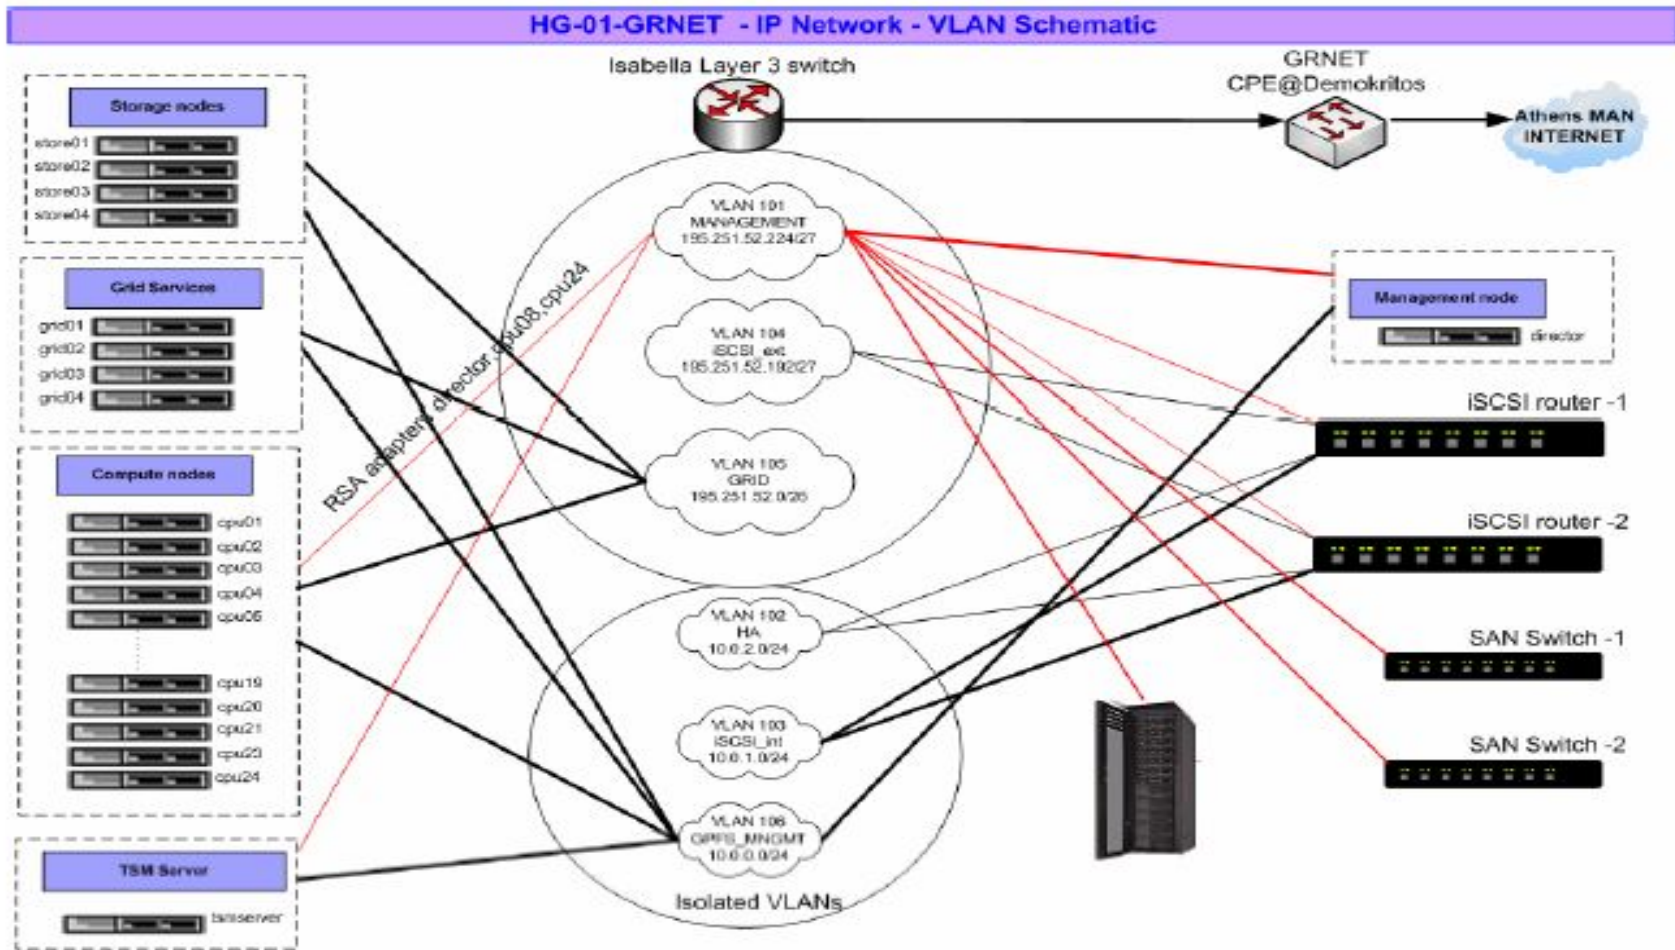 HG-01-GRNET - IP Network - VLAN Schematic
Isabella Layer 3 switch
GRNET
CPE@Demokritos
Athens MAN
INTERNET
Storage nodes
store01
store02
store03
store04
Grid Services
grid01
grid02
grid03
grid04
Compute nodes
cpu01
cpu02
cpu03
cpu04
cpu05
cpu19
cpu20
cpu21
cpu23
cpu24
TSM Server
tsmserver
RSA adapters director,cpu08,cpu24
VLAN 101
MANAGEMENT
195.251.52.224/27
VLAN 104
iSCSI_ext
195.251.52.192/27
VLAN 105
GRID
195.251.52.0/26
VLAN 102
HA
10.0.2.0/24
VLAN 103
iSCSI_int
10.0.1.0/24
VLAN 106
GPFS_MNGMT
10.0.0.0/24
Isolated VLANs
Management node
director
iSCSI router -1
iSCSI router -2
SAN Switch -1
SAN Switch -2